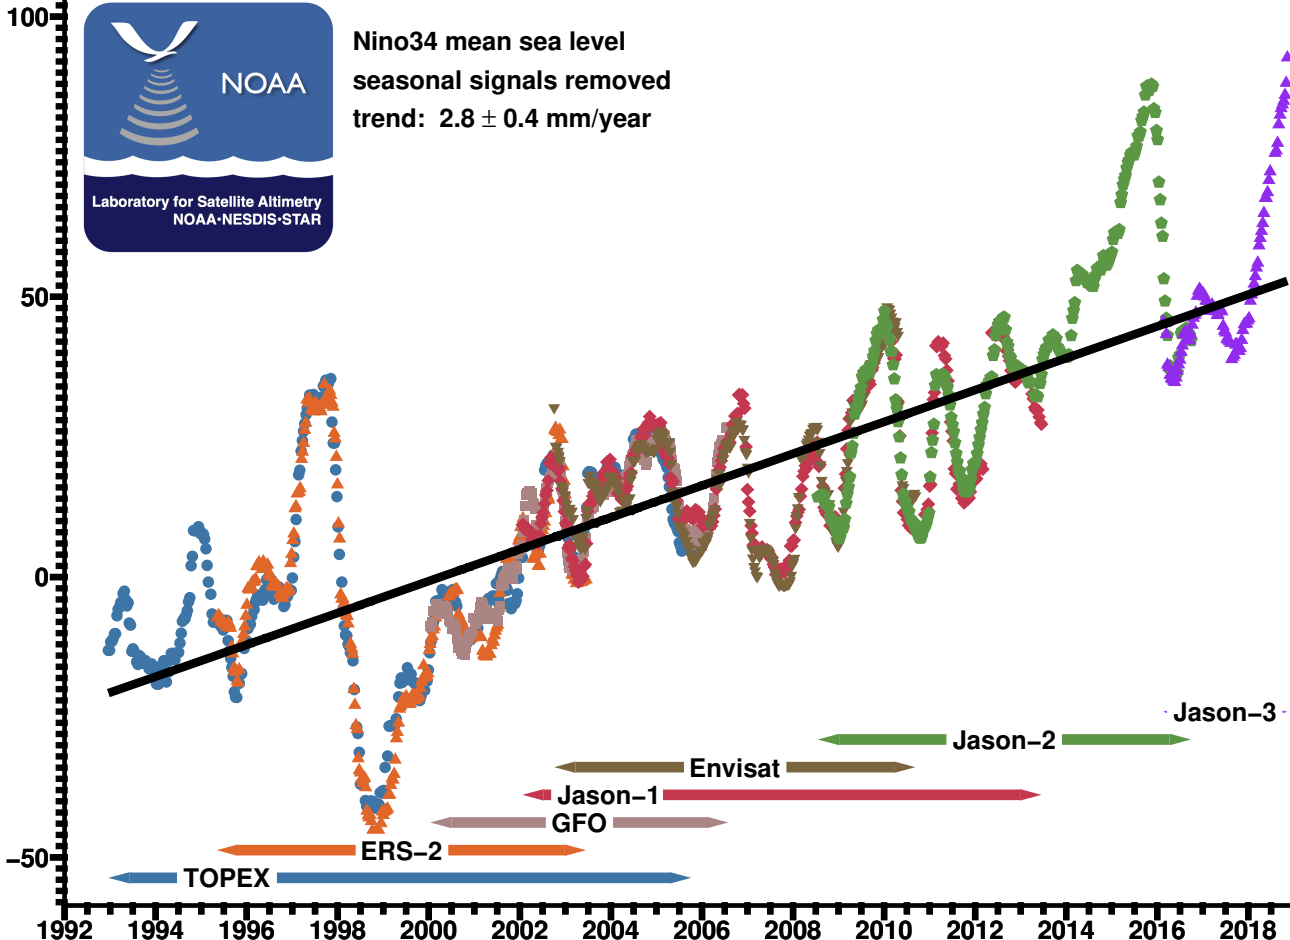 100
50
0
−50
NOAA
Laboratory for Satellite Altimetry
NOAA•NESDIS•STAR
Nino34 mean sea level
seasonal signals removed
trend: 2.8 ± 0.4 mm/year
Jason−3
Jason−2
Envisat
Jason−1
GFO
ERS−2
TOPEX
1992 1994 1996 1998 2000 2002 2004 2006 2008 2010 2012 2014 2016 2018